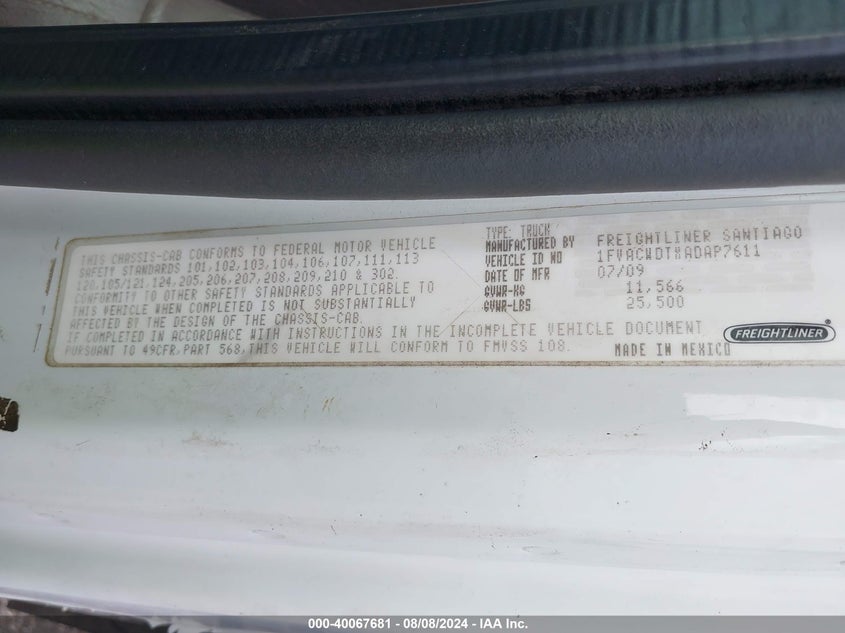 THIS CHASSIS-CAB CONFORMS TO FEDERAL MOTOR VEHICLE
SAFETY STANDARDS 101,102,103,104,106,107,111,113
120,105/121,124,205,206,207,208,209,210 & 302.
CONFORMITY TO OTHER SAFETY STANDARDS APPLICABLE TO
THIS VEHICLE WHEN COMPLETED IS NOT SUBSTANTIALLY
AFFECTED BY THE DESIGN OF THE CHASSIS-CAB.
IF COMPLETED IN ACCORDANCE WITH INSTRUCTIONS IN THE INCOMPLETE VEHICLE DOCUMENT
PURSUANT TO 49CFR,PART 568,THIS VEHICLE WILL CONFORM TO FMVSS 108.
TYPE: TRUCK
MANUFACTURED BY FREIGHTLINER SANTIAGO
VEHICLE ID NO 1FVACWDTXADAP7611
DATE OF MFR 07/09
GVWR-KG 11,566
GVWR-LBS 25,500
FREIGHTLINER
MADE IN MEXICO
000-40067681 - 08/08/2024 - IAA Inc.